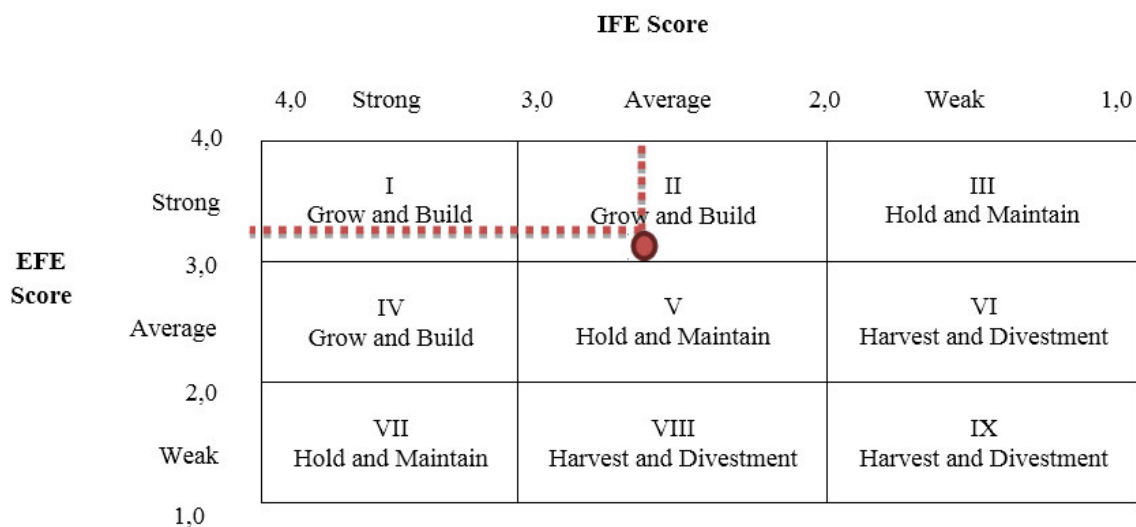 IFE Score
4,0 Strong 3,0 Average 2,0 Weak 1,0
4,0
Strong
I
Grow and Build
II
Grow and Build
III
Hold and Maintain
EFE
Score
3,0
Average
IV
Grow and Build
V
Hold and Maintain
VI
Harvest and Divestment
2,0
Weak
VII
Hold and Maintain
VIII
Harvest and Divestment
IX
Harvest and Divestment
1,0